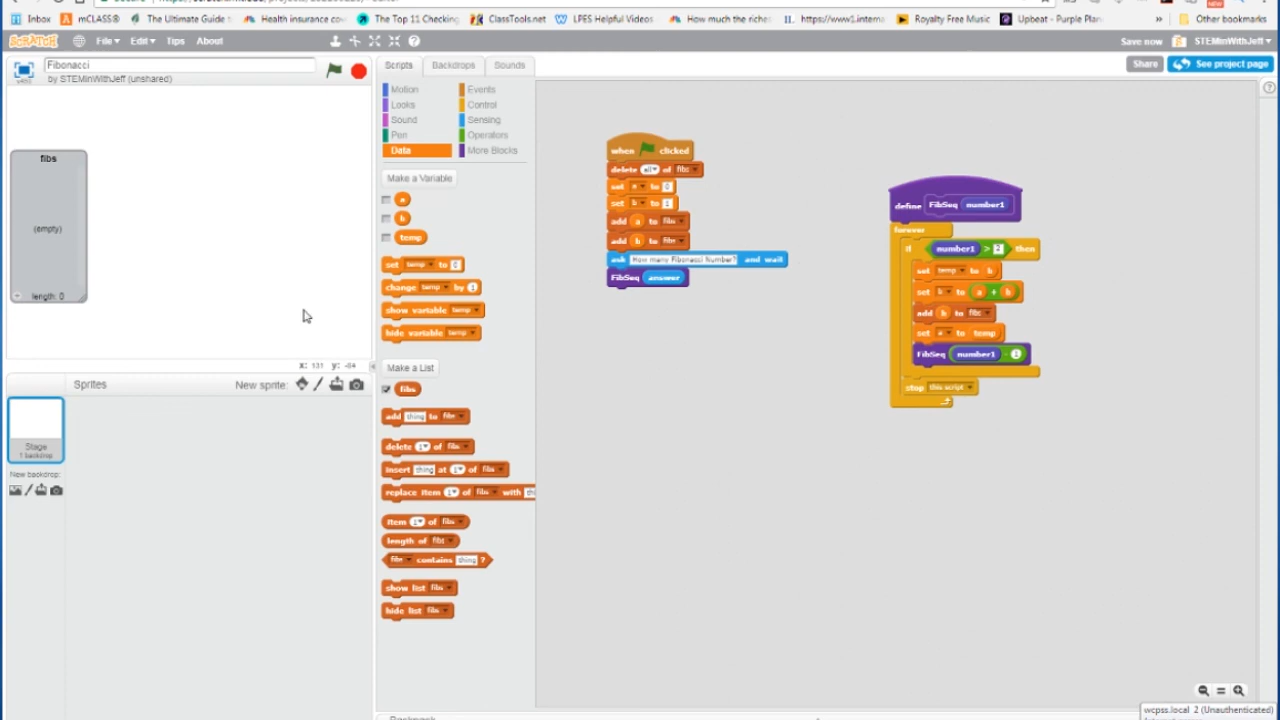 Inbox mCLASS® The Ultimate Guide t Health insurance cov The Top 11 Checking ClassTools.net LPES Helpful Videos How much the riches https://www1.interna Royalty Free Music Upbeat - Purple Plan » Other bookmarks
SCRATCH File Edit Tips About Save now STEMinWithJeff
Fibonacci
by STEMinWithJeff (unshared)
Scripts Backdrops Sounds
Share See project page
Motion Events
Looks Control
Sound Sensing
Pen Operators
Data More Blocks
Make a Variable
a
b
temp
set temp to 0
change temp by 1
show variable temp
hide variable temp
Make a List
fibs
add thing to fibs
delete 1 of fibs
insert thing at 1 of fibs
replace item 1 of fibs with
item 1 of fibs
length of fibs
fibs contains thing ?
show list fibs
hide list fibs
fibs
(empty)
length: 0
x: 131 y: -84
Sprites New sprite:
Stage
1 backdrop
New backdrop:
when clicked
delete all of fibs
set a to 0
set b to 1
add a to fibs
add b to fibs
ask How many Fibonacci Number? and wait
FibSeq answer
define FibSeq number1
forever
if number1 > 2 then
set temp to b
set b to a + b
add b to fibs
set a to temp
FibSeq number1 - 1
stop this script
wcpss.local 2 (Unauthenticated)